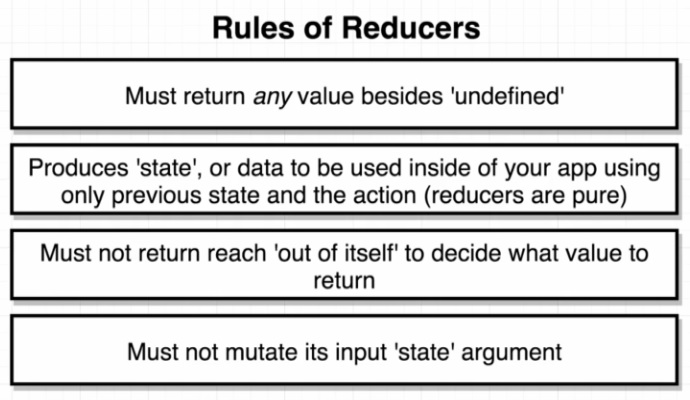 Rules of Reducers
Must return any value besides 'undefined'
Produces 'state', or data to be used inside of your app using
only previous state and the action (reducers are pure)
Must not return reach 'out of itself' to decide what value to
return
Must not mutate its input 'state' argument